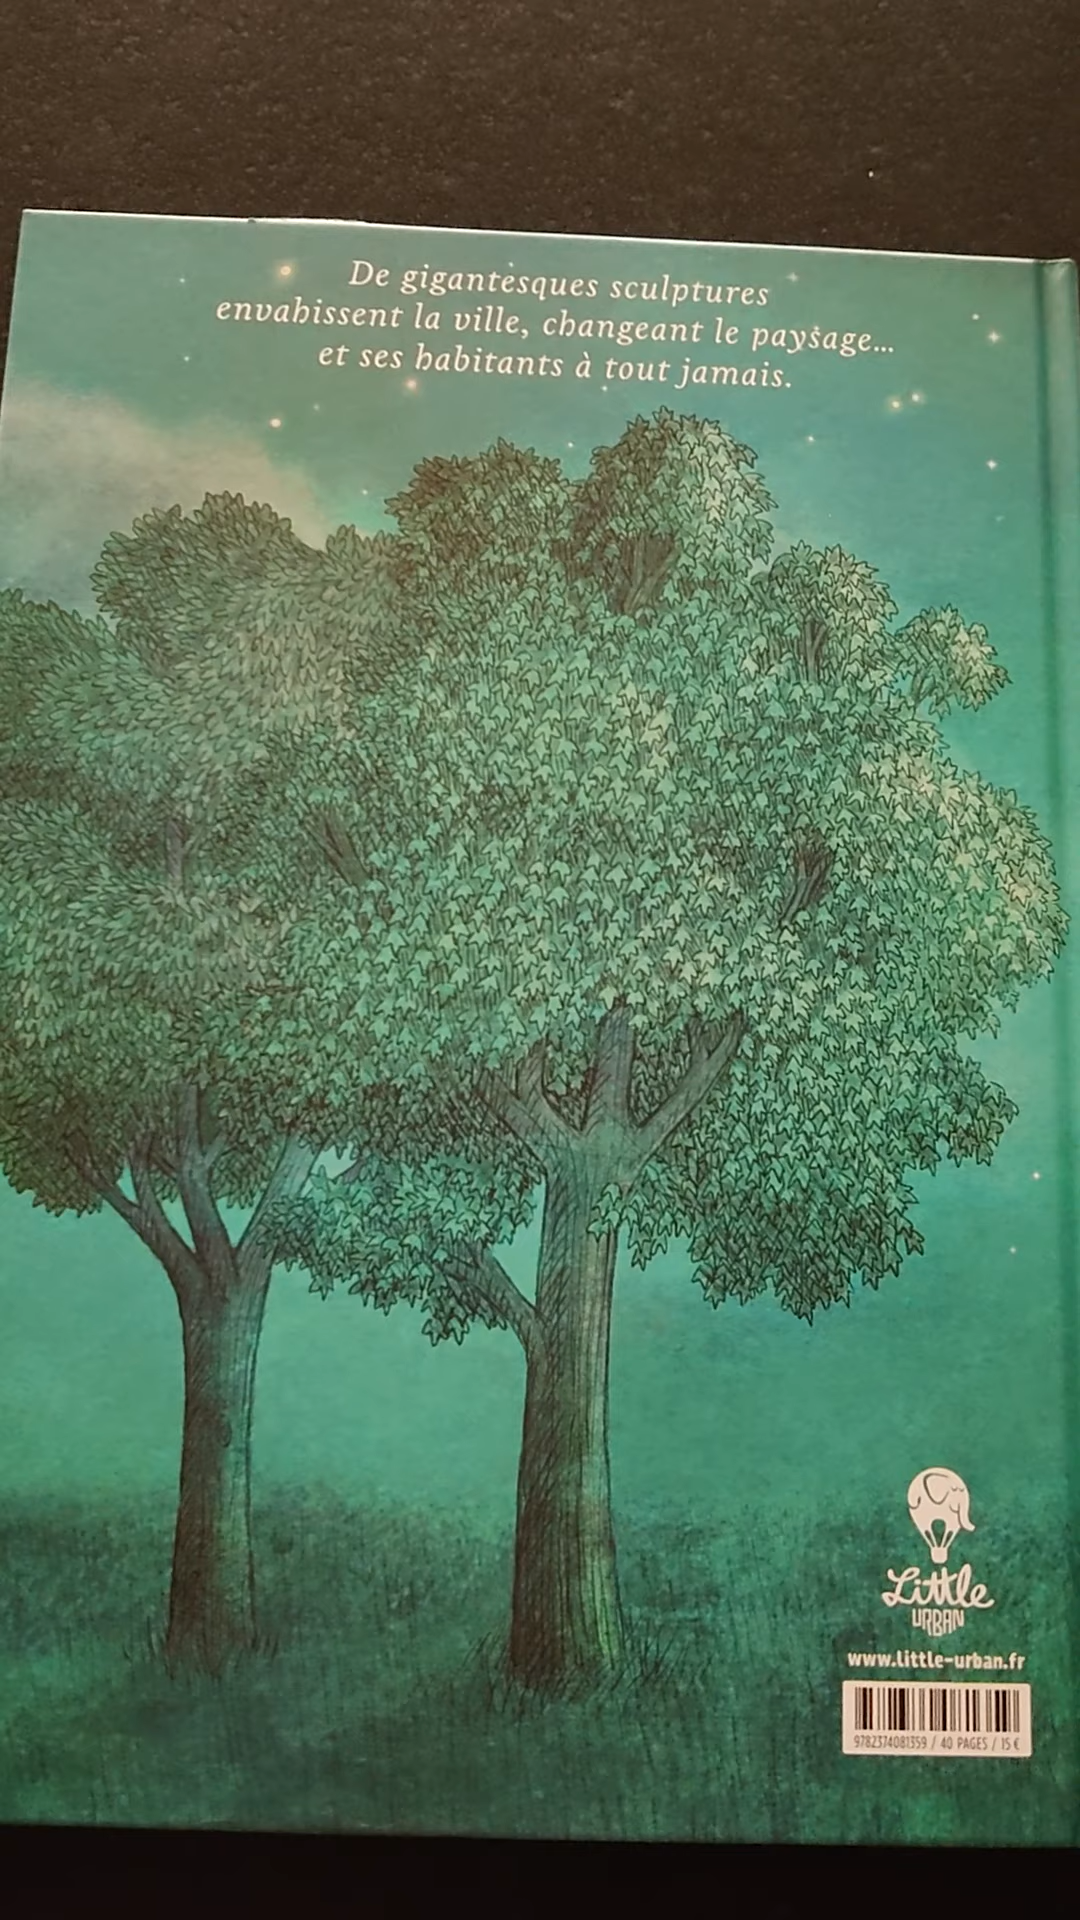 De gigantesques sculptures
envahissent la ville, changeant le paysage...
et ses habitants à tout jamais.
Little
URBAN
www.little-urban.fr
9782374081359 / 40 PAGES / 15 €